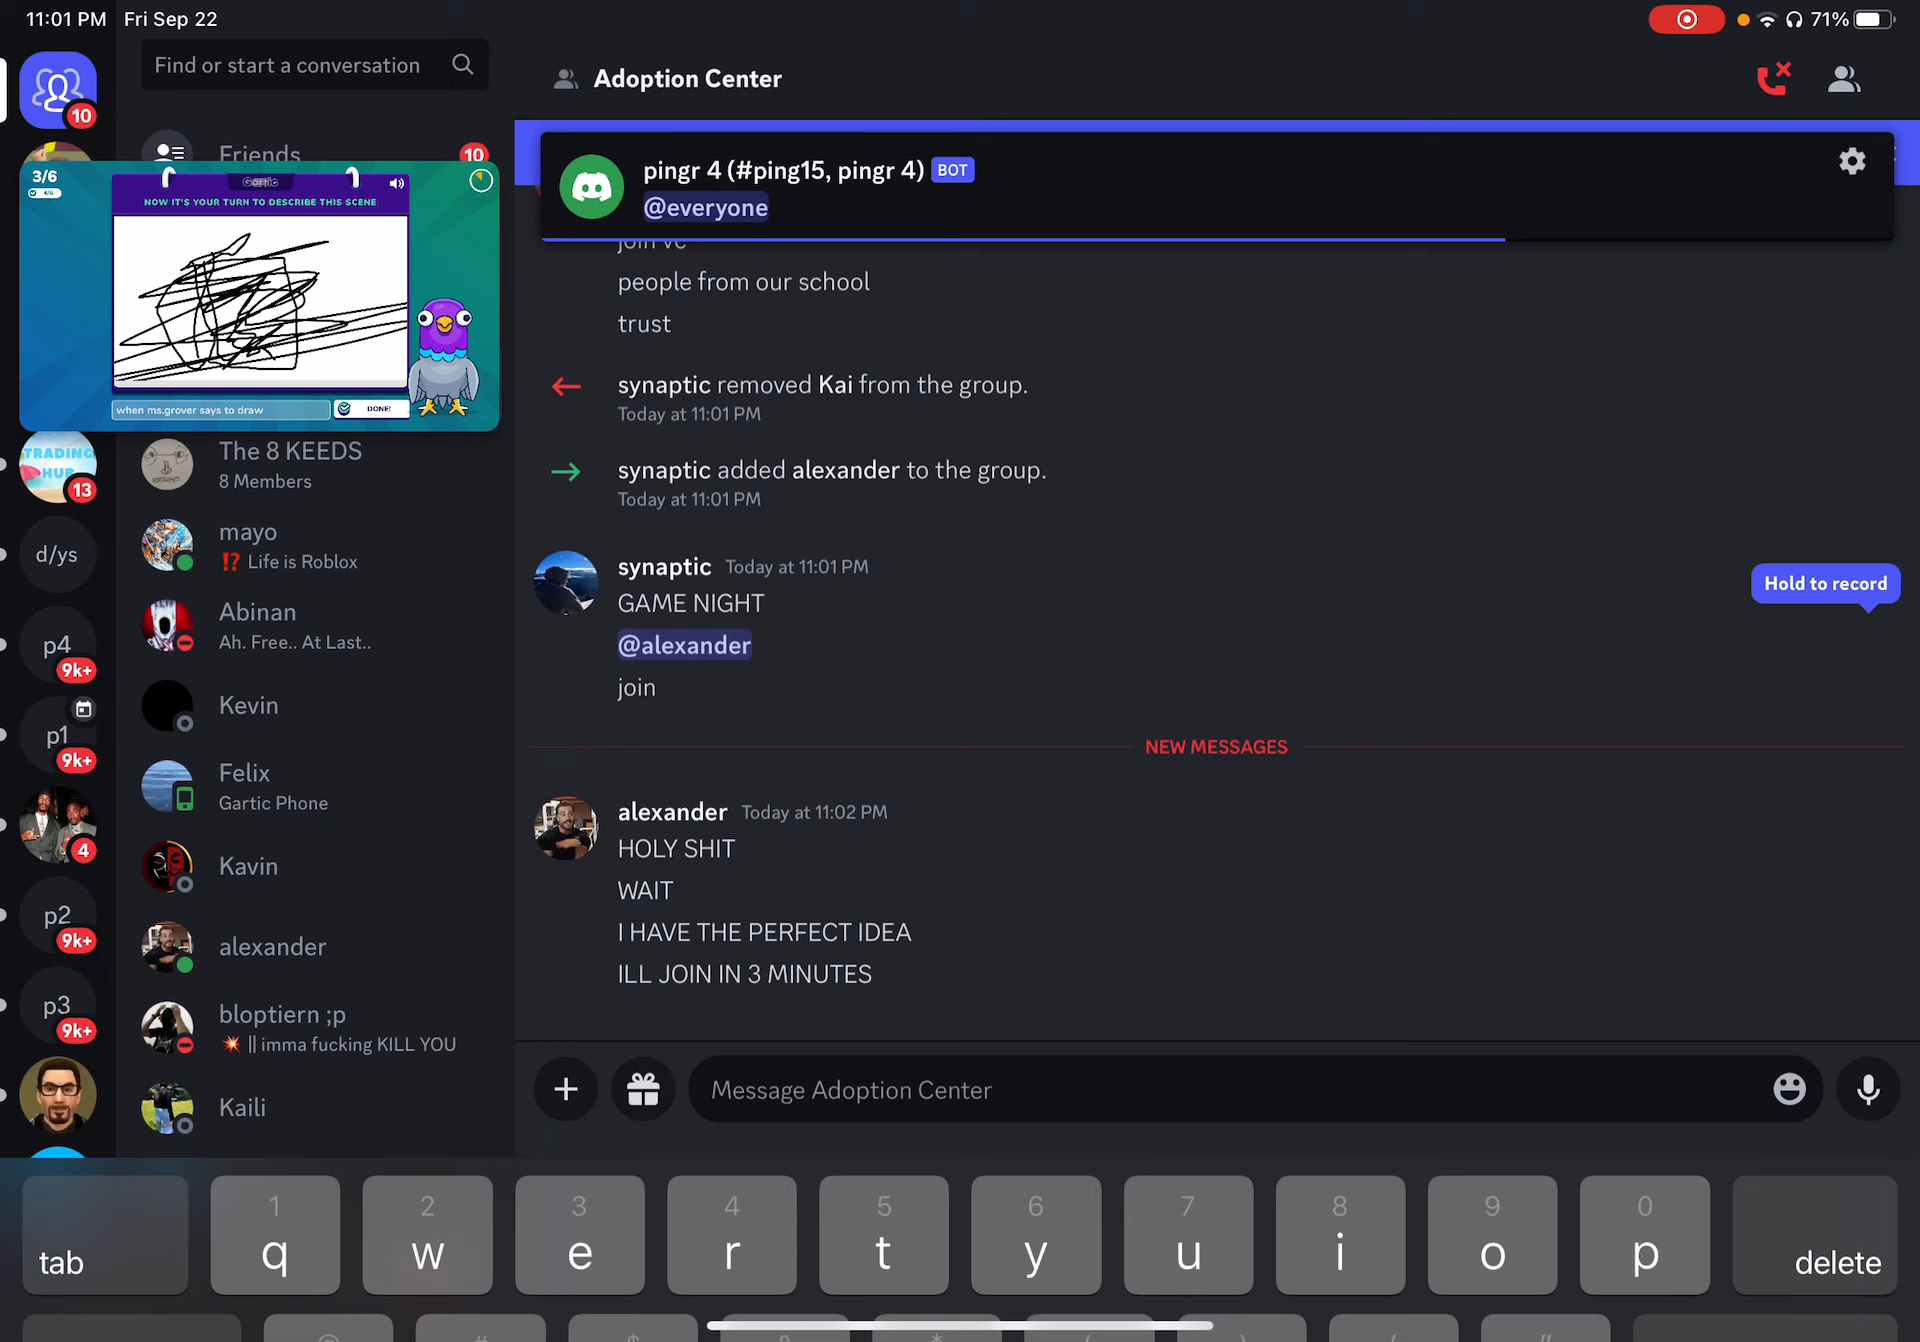 11:01 PM Fri Sep 22
71%
Find or start a conversation
10
Friends
10
3/6
4/6
Gartic
NOW IT'S YOUR TURN TO DESCRIBE THIS SCENE
when ms.grover says to draw
DONE!
TRADING
HUB
13
The 8 KEEDS
8 Members
d/ys
mayo
⁉️ Life is Roblox
p4
9k+
Abinan
Ah. Free.. At Last..
p1
9k+
Kevin
Felix
Gartic Phone
4
Kavin
p2
9k+
alexander
p3
9k+
bloptiern ;p
💥 || imma fucking KILL YOU
Kaili
Adoption Center
pingr 4 (#ping15, pingr 4) BOT
@everyone
join vc
people from our school
trust
synaptic removed Kai from the group.
Today at 11:01 PM
synaptic added alexander to the group.
Today at 11:01 PM
synaptic Today at 11:01 PM
GAME NIGHT
@alexander
join
Hold to record
NEW MESSAGES
alexander Today at 11:02 PM
HOLY SHIT
WAIT
I HAVE THE PERFECT IDEA
ILL JOIN IN 3 MINUTES
Message Adoption Center
1 2 3 4 5 6 7 8 9 0
tab q w e r t y u i o p delete